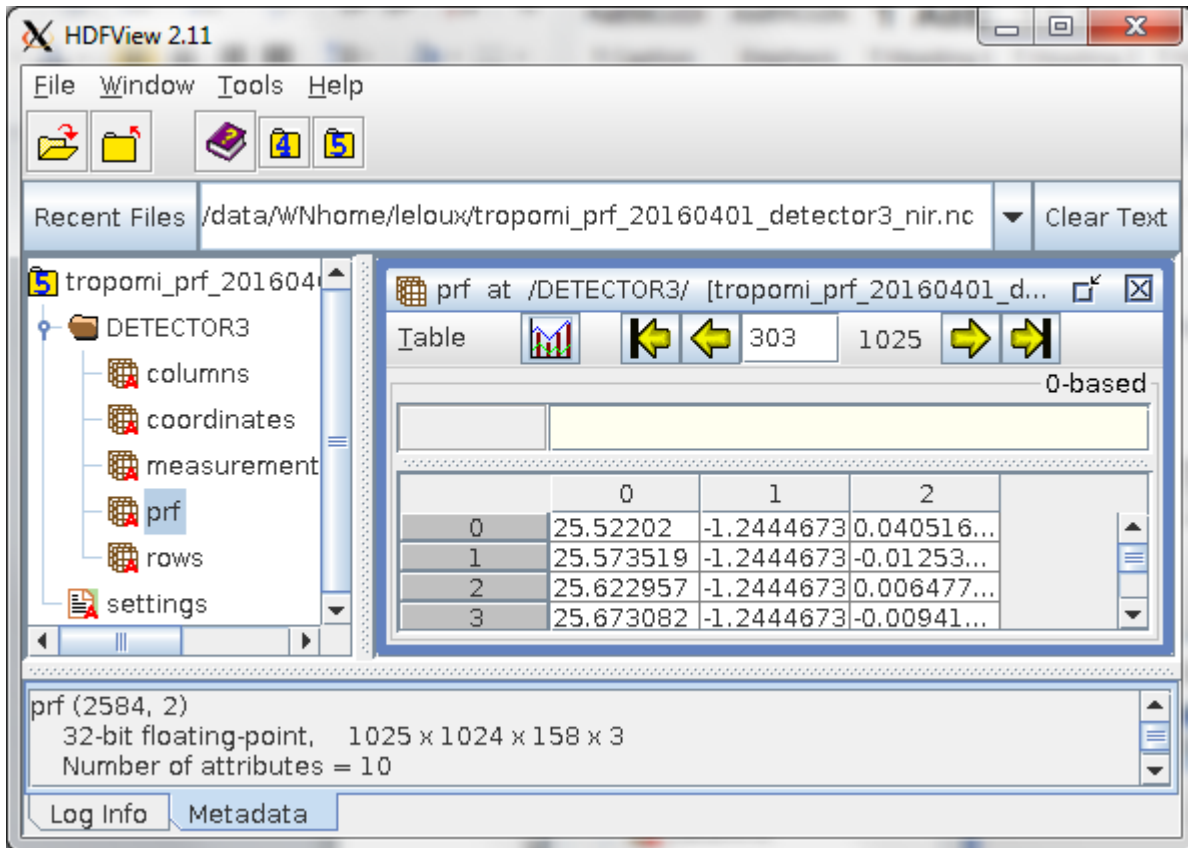 HDFView 2.11
File Window Tools Help
4 5
Recent Files /data/WNhome/leloux/tropomi_prf_20160401_detector3_nir.nc Clear Text
5 tropomi_prf_201604
DETECTOR3
columns
coordinates
measurement
prf
rows
settings
prf at /DETECTOR3/ [tropomi_prf_20160401_d...
Table 303 1025
0-based
0 1 2
0 25.52202 -1.2444673 0.040516...
1 25.573519 -1.2444673 -0.01253...
2 25.622957 -1.2444673 0.006477...
3 25.673082 -1.2444673 -0.00941...
prf (2584, 2)
32-bit floating-point, 1025 x 1024 x 158 x 3
Number of attributes = 10
Log Info Metadata